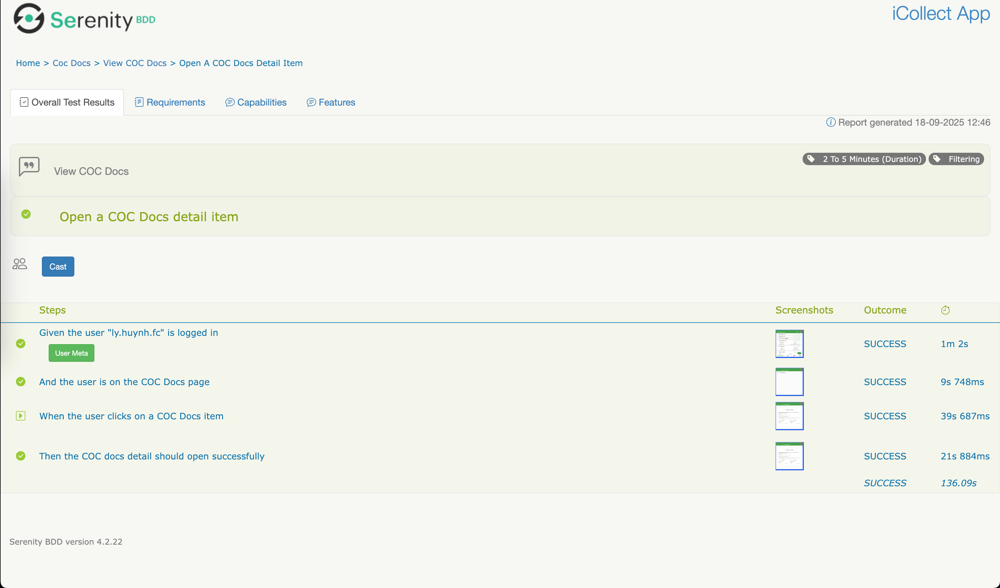 Serenity BDD
iCollect App
Home > Coc Docs > View COC Docs > Open A COC Docs Detail Item
Overall Test Results
Requirements
Capabilities
Features
Report generated 18-09-2025 12:46
View COC Docs
2 To 5 Minutes (Duration)
Filtering
Open a COC Docs detail item
Cast
Steps
Screenshots
Outcome
Given the user "ly.huynh.fc" is logged in
User Meta
SUCCESS
1m 2s
And the user is on the COC Docs page
SUCCESS
9s 748ms
When the user clicks on a COC Docs item
SUCCESS
39s 687ms
Then the COC docs detail should open successfully
SUCCESS
21s 884ms
SUCCESS
136.09s
Serenity BDD version 4.2.22